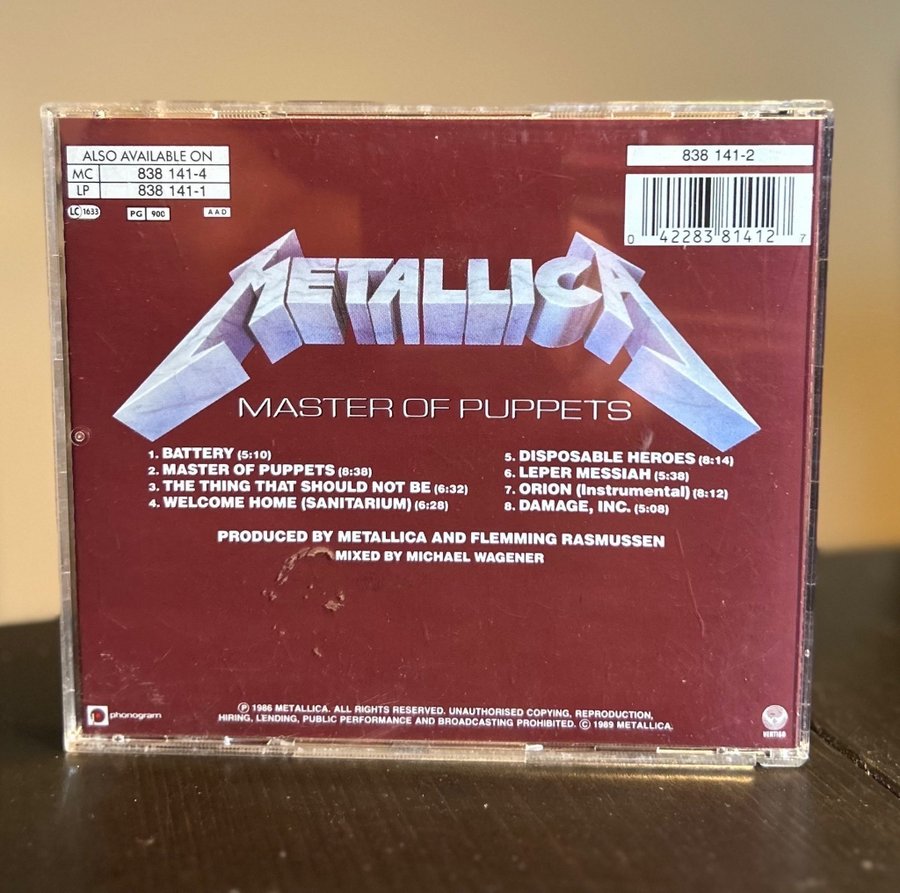 ALSO AVAILABLE ON
MC 838 141-4
LP 838 141-1
LC 1633 PG 900 AAD
838 141-2
0 42283 81412 7
METALLICA
MASTER OF PUPPETS
1. BATTERY (5:10)
2. MASTER OF PUPPETS (8:38)
3. THE THING THAT SHOULD NOT BE (6:32)
4. WELCOME HOME (SANITARIUM) (6:28)
5. DISPOSABLE HEROES (8:14)
6. LEPER MESSIAH (5:38)
7. ORION (Instrumental) (8:12)
8. DAMAGE, INC. (5:08)
PRODUCED BY METALLICA AND FLEMMING RASMUSSEN
MIXED BY MICHAEL WAGENER
℗ 1986 METALLICA. ALL RIGHTS RESERVED. UNAUTHORISED COPYING, REPRODUCTION,
HIRING, LENDING, PUBLIC PERFORMANCE AND BROADCASTING PROHIBITED. © 1989 METALLICA.
phonogram
VERTIGO